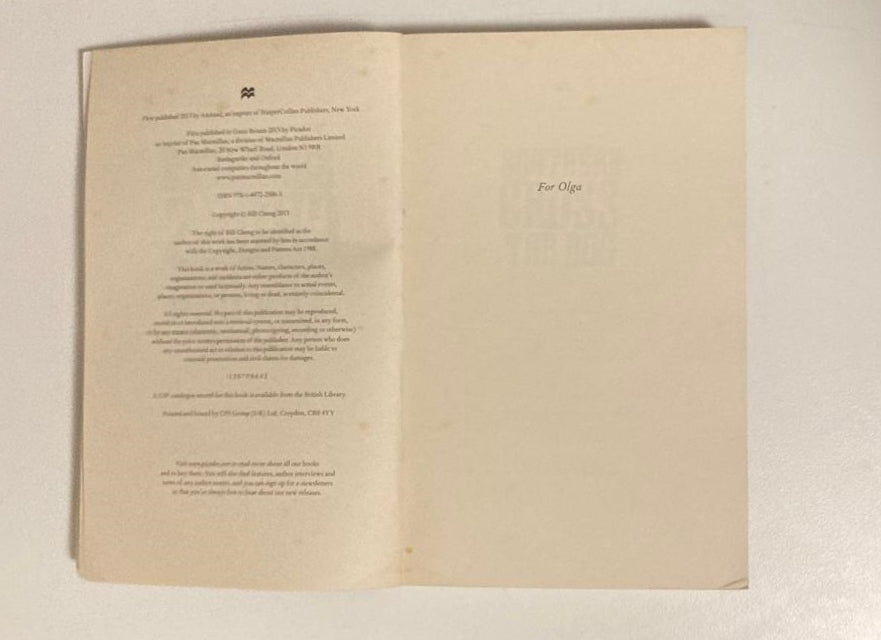 First published 2013 by an imprint of HarperCollins Publishers, New York
First published in Great Britain 2013 by Picador
an imprint of Pan Macmillan, a division of Macmillan Publishers Limited
Pan Macmillan, 20 New Wharf Road, London N1 9RR
Basingstoke and Oxford
Associated companies throughout the world
www.panmacmillan.com
ISBN
Copyright © Bill Cheng 2013
The right of Bill Cheng to be identified as the
author of this work has been asserted by him in accordance
with the Copyright, Designs and Patents Act 1988.
This book is a work of fiction. Names, characters, places,
organizations and incidents are either products of the author's
imagination or used fictitiously. Any resemblance to actual events,
places, organizations, or persons, living or dead, is entirely coincidental.
All rights reserved. No part of this publication may be reproduced,
stored in or introduced into a retrieval system, or transmitted, in any form,
or by any means (electronic, mechanical, photocopying, recording or otherwise)
without the prior written permission of the publisher. Any person who does
any unauthorized act in relation to this publication may be liable to
criminal prosecution and civil claims for damages.
A CIP catalogue record for this book is available from the British Library.
Printed and bound by CPI Group (UK) Ltd, Croydon, CR0 4YY
Visit www.picador.com to read more about all our books
and to buy them. You will also find features, author interviews and
news of any author events, and you can sign up for e-newsletters
so that you're always first to hear about our new releases.
For Olga